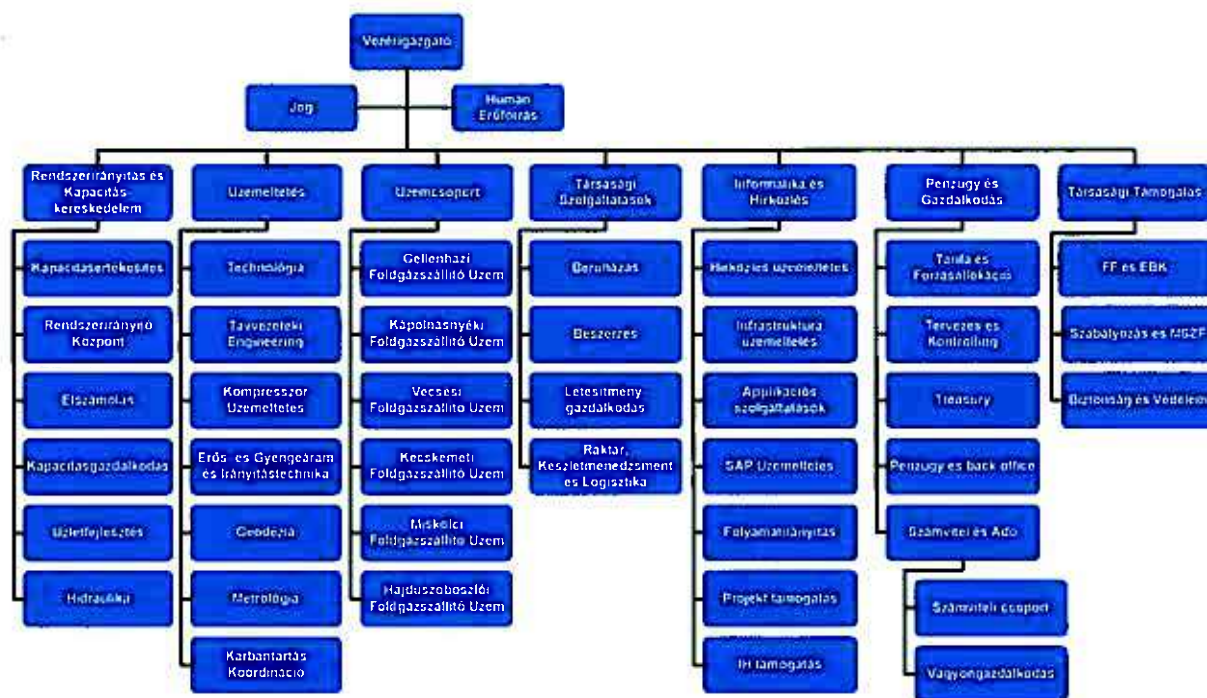 Vezérigazgató
Jog
Humán
Erőforrás
Rendszerirányítás és
Kapacitás-
kereskedelem
Üzemeltetés
Üzemcsoport
Társasági
Szolgáltatások
Informatika és
Hírközlés
Pénzügy és
Gazdálkodás
Társasági Támogatás
Kapacitásértékesítés
Rendszerirányító
Központ
Elszámolás
Kapacitásgazdálkodás
Üzletfejlesztés
Hidraulika
Technológia
Távvezetéki
Engineering
Kompresszor
Üzemeltetés
Erős- és Gyengeáram
és Irányítástechnika
Geodézia
Metrológia
Karbantartás
Koordináció
Gellénházi
Földgázszállító Üzem
Kápolnásnyéki
Földgázszállító Üzem
Vecsési
Földgázszállító Üzem
Kecskeméti
Földgázszállító Üzem
Miskolci
Földgázszállító Üzem
Hajdúszoboszlói
Földgázszállító Üzem
Beruházás
Beszerzés
Létesítmény
gazdálkodás
Raktár,
Készletmenedzsment
és Logisztika
Hírközlés üzemeltetés
Infrastruktúra
üzemeltetés
Applikációs
szolgáltatások
SAP Üzemeltetés
Folyamatirányítás
Projekt támogatás
IH támogatás
Tarifa és
Forrásallokáció
Tervezés és
Kontrolling
Treasury
Pénzügy és back office
Számvitel és Adó
Számviteli csoport
Vagyongazdálkodás
FF és EBK
Szabályozás és MSZF
Biztonság és Védelem